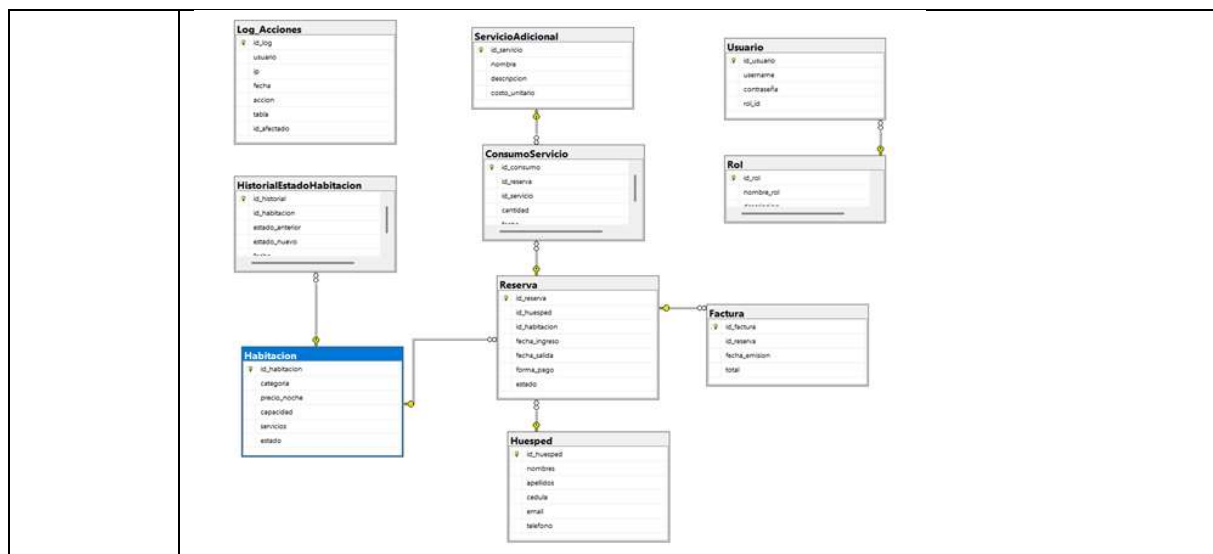 Log_Acciones
id_log
usuario
ip
fecha
accion
tabla
id_afectado
ServicioAdicional
id_servicio
nombre
descripcion
costo_unitario
Usuario
id_usuario
username
contraseña
rol_id
ConsumoServicio
id_consumo
id_reserva
id_servicio
cantidad
Rol
id_rol
nombre_rol
HistorialEstadoHabitacion
id_historial
id_habitacion
estado_anterior
estado_nuevo
Reserva
id_reserva
id_huesped
id_habitacion
fecha_ingreso
fecha_salida
forma_pago
estado
Factura
id_factura
id_reserva
fecha_emision
total
Habitacion
id_habitacion
categoria
precio_noche
capacidad
servicios
estado
Huesped
id_huesped
nombres
apellidos
cedula
email
telefono